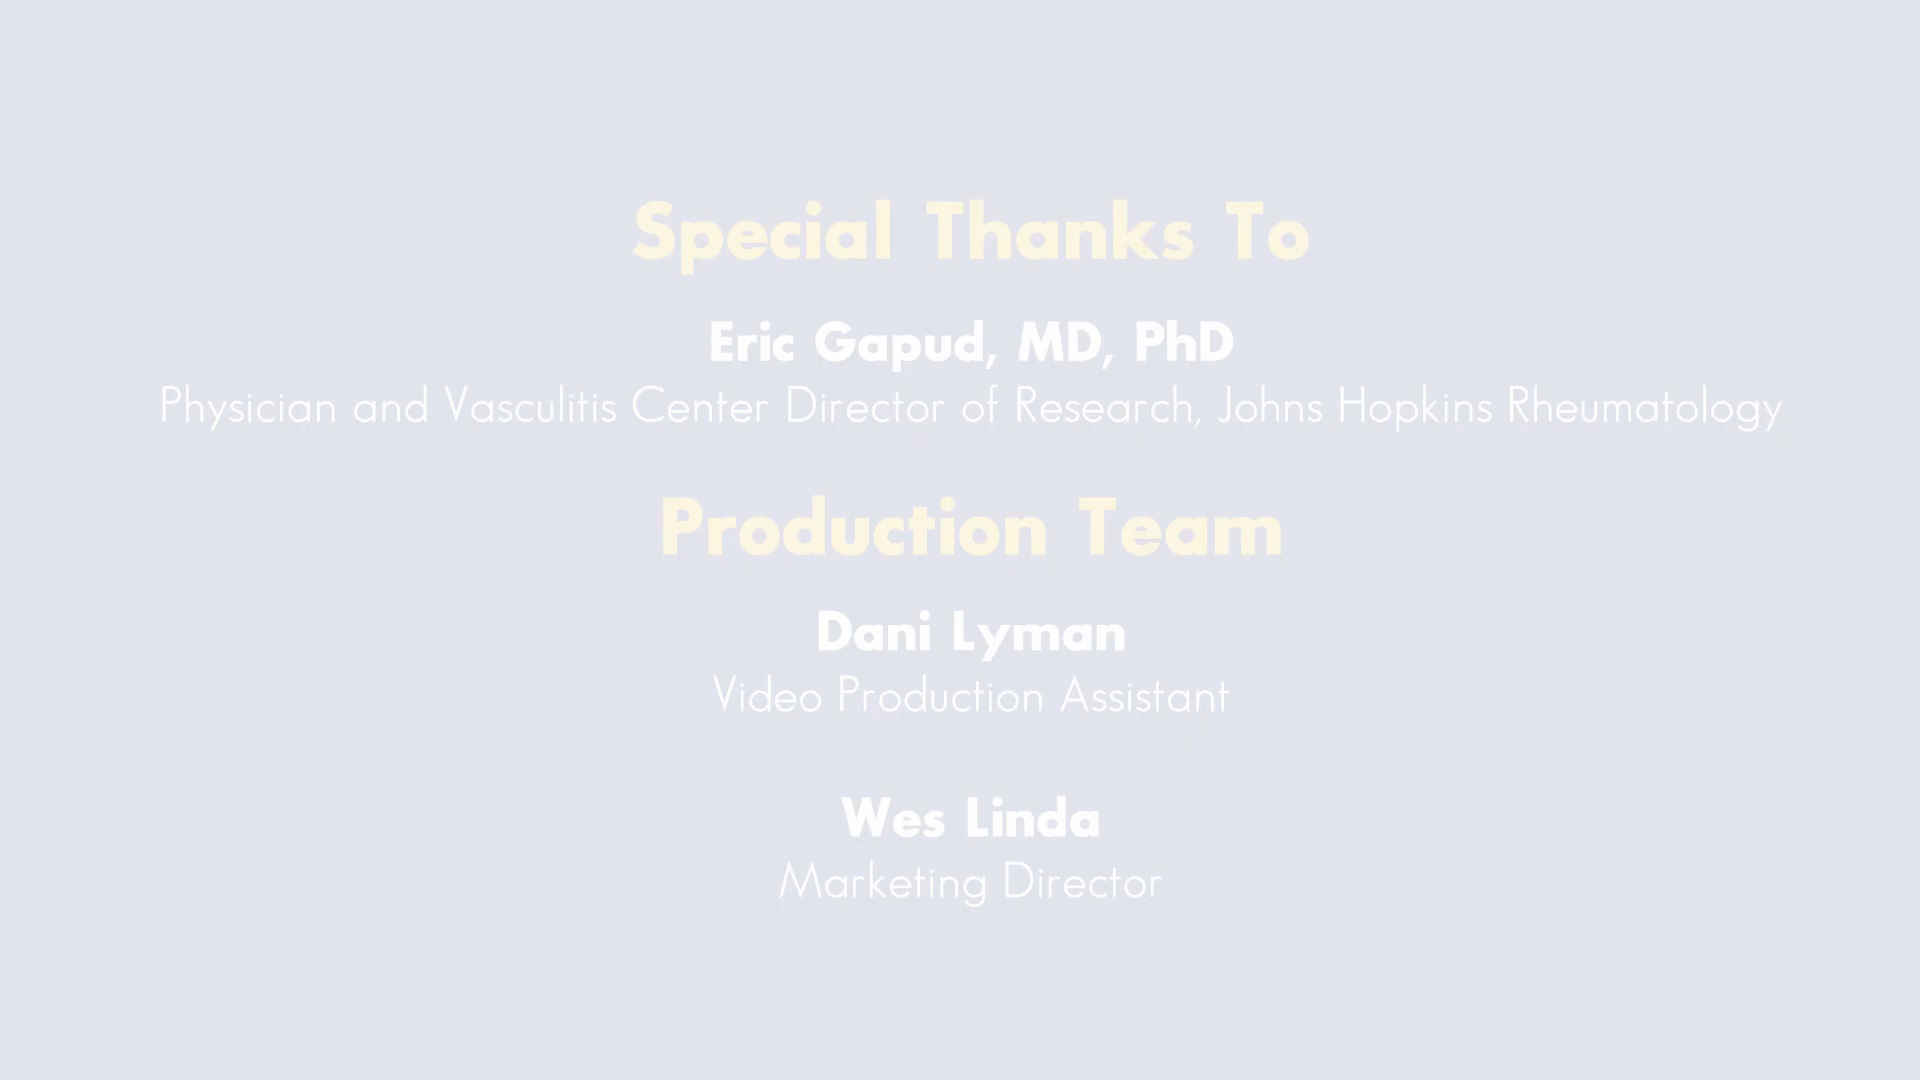 Special Thanks To
Eric Gapud, MD, PhD
Physician and Vasculitis Center Director of Research, Johns Hopkins Rheumatology
Production Team
Dani Lyman
Video Production Assistant
Wes Linda
Marketing Director